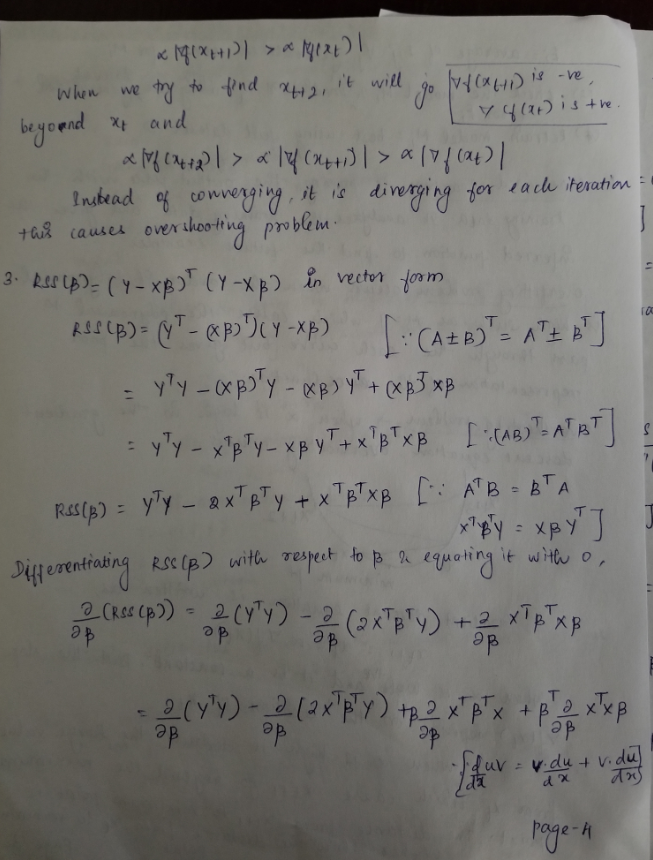 α|∇f(x_{t+1})| > α|∇f(x_t)|
When we try to find x_{t+2}, it will go
∇f(x_{t+1}) is -ve,
∇f(x_t) is +ve.
beyound x_t and
α|∇f(x_{t+2})| > α|∇f(x_{t+1})| > α|∇f(x_t)|
Instead of converging, it is diverging for each iteration
this causes overshooting problem.
3. RSS(β) = (Y - Xβ)^T (Y - Xβ) in vector form
RSS(β) = (Y^T - (Xβ)^T)(Y - Xβ) [∵ (A ± B)^T = A^T ± B^T]
= Y^T Y - (Xβ)^T Y - (Xβ) Y^T + (Xβ)^T Xβ
= Y^T Y - X^T β^T Y - Xβ Y^T + X^T β^T Xβ [∵ (AB)^T = A^T B^T]
RSS(β) = Y^T Y - 2X^T β^T Y + X^T β^T Xβ [∵ A^T B = B^T A
X^T β^T Y = Xβ Y^T]
Differentiating RSS(β) with respect to β & equating it with 0,
∂/∂β (RSS(β)) = ∂/∂β (Y^T Y) - ∂/∂β (2X^T β^T Y) + ∂/∂β X^T β^T Xβ
= ∂/∂β (Y^T Y) - ∂/∂β (2X^T β^T Y) + β ∂/∂β X^T β^T X + β^T ∂/∂β X^T Xβ
[d/dx uv = v.du/dx + v.du/dx]
page-4